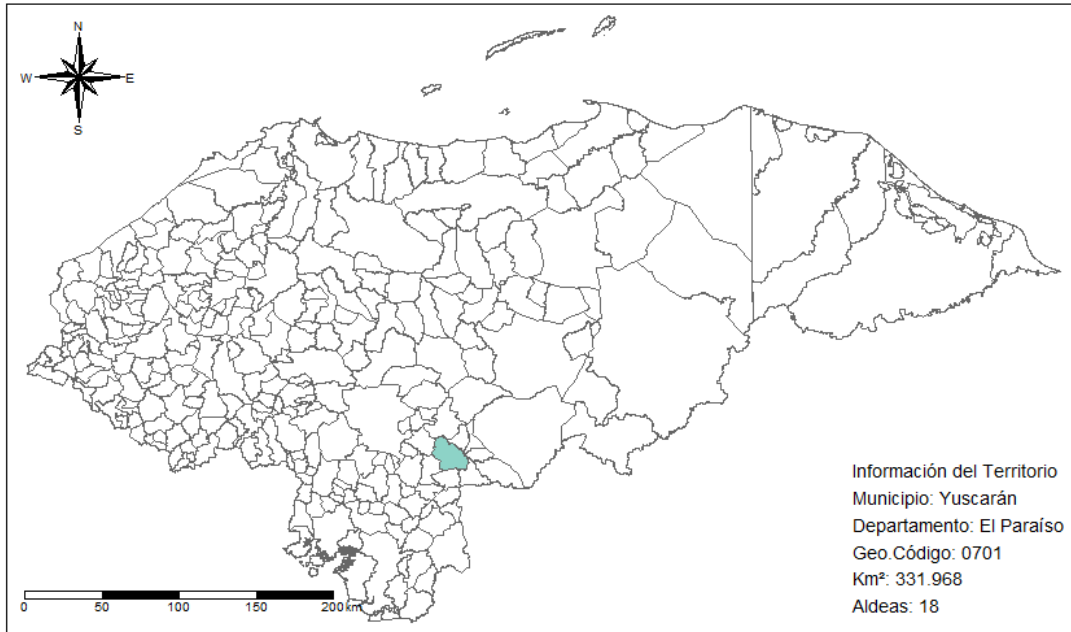 N
W E
S
Información del Territorio
Municipio: Yuscarán
Departamento: El Paraíso
Geo.Código: 0701
Km²: 331.968
Aldeas: 18
0 50 100 150 200 km